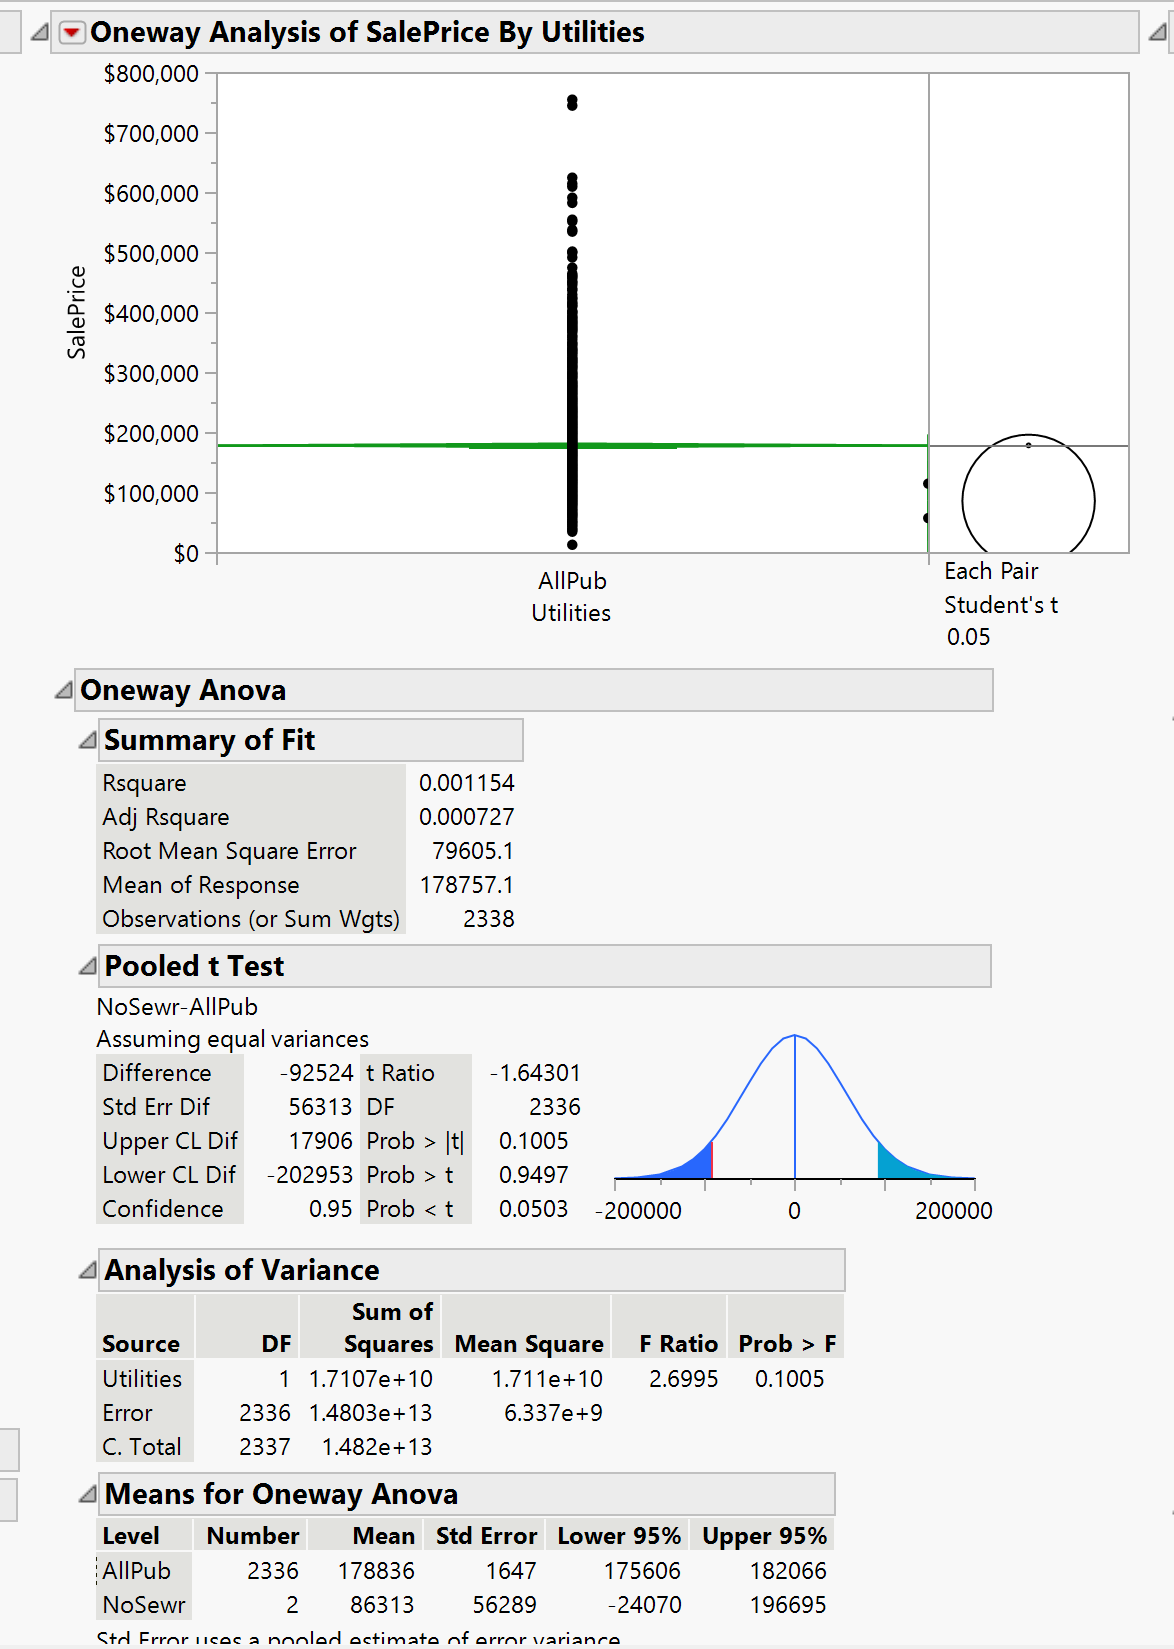 Oneway Analysis of SalePrice By Utilities
$800,000
$700,000
$600,000
$500,000
$400,000
$300,000
$200,000
$100,000
$0
SalePrice
AllPub
Utilities
Each Pair
Student's t
0.05
Oneway Anova
Summary of Fit
Rsquare 0.001154
Adj Rsquare 0.000727
Root Mean Square Error 79605.1
Mean of Response 178757.1
Observations (or Sum Wgts) 2338
Pooled t Test
NoSewr-AllPub
Assuming equal variances
Difference -92524 t Ratio -1.64301
Std Err Dif 56313 DF 2336
Upper CL Dif 17906 Prob > |t| 0.1005
Lower CL Dif -202953 Prob > t 0.9497
Confidence 0.95 Prob < t 0.0503
-200000 0 200000
Analysis of Variance
Source DF Sum of Squares Mean Square F Ratio Prob > F
Utilities 1 1.7107e+10 1.711e+10 2.6995 0.1005
Error 2336 1.4803e+13 6.337e+9
C. Total 2337 1.482e+13
Means for Oneway Anova
Level Number Mean Std Error Lower 95% Upper 95%
AllPub 2336 178836 1647 175606 182066
NoSewr 2 86313 56289 -24070 196695
Std Error uses a pooled estimate of error variance